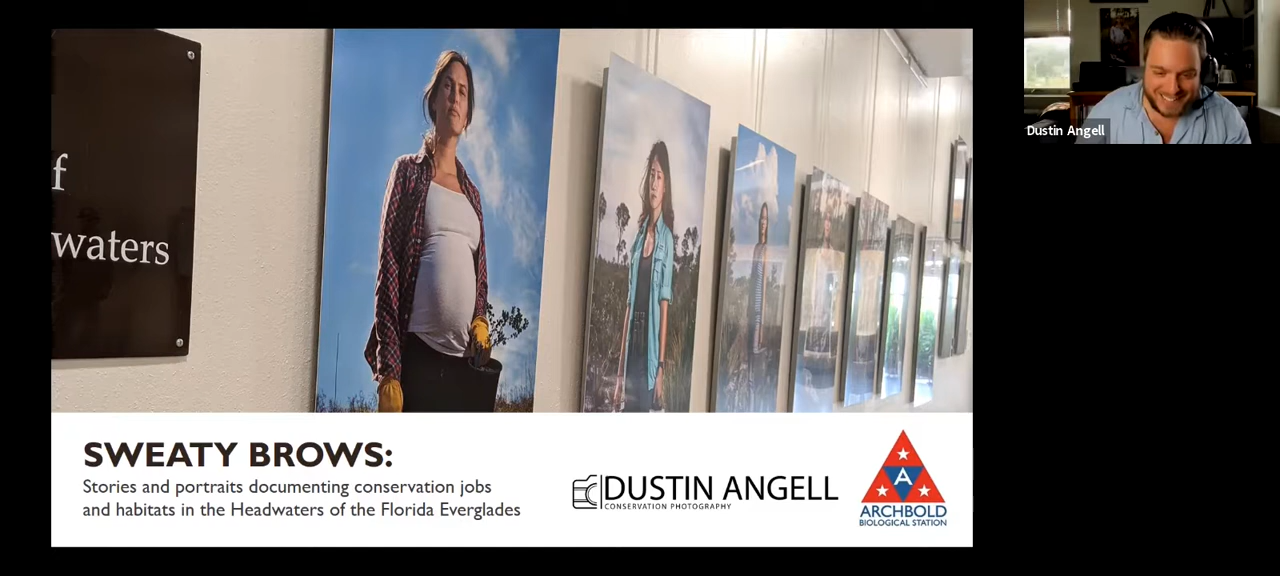 f
waters
Dustin Angell
SWEATY BROWS:
Stories and portraits documenting conservation jobs
and habitats in the Headwaters of the Florida Everglades
DUSTIN ANGELL
CONSERVATION PHOTOGRAPHY
A
ARCHBOLD
BIOLOGICAL STATION